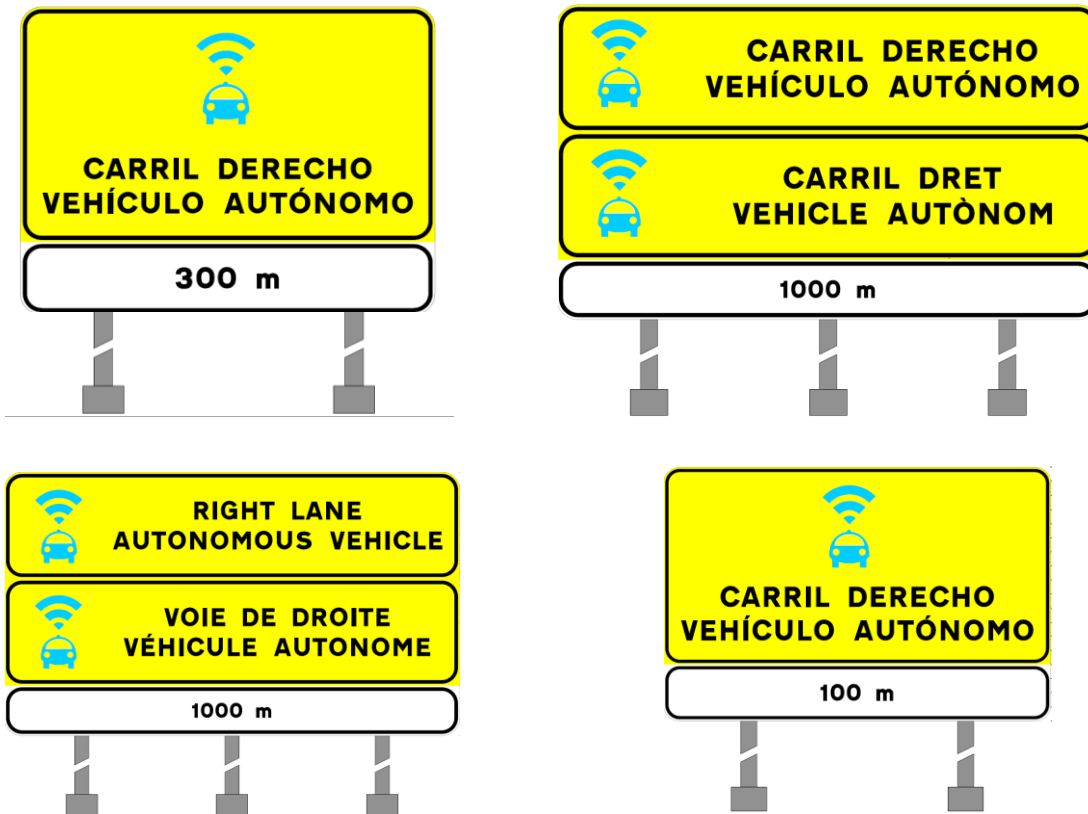 CARRIL DERECHO
VEHÍCULO AUTÓNOMO
300 m
CARRIL DERECHO
VEHÍCULO AUTÓNOMO
CARRIL DRET
VEHICLE AUTÒNOM
1000 m
RIGHT LANE
AUTONOMOUS VEHICLE
VOIE DE DROITE
VÉHICULE AUTONOME
1000 m
CARRIL DERECHO
VEHÍCULO AUTÓNOMO
100 m